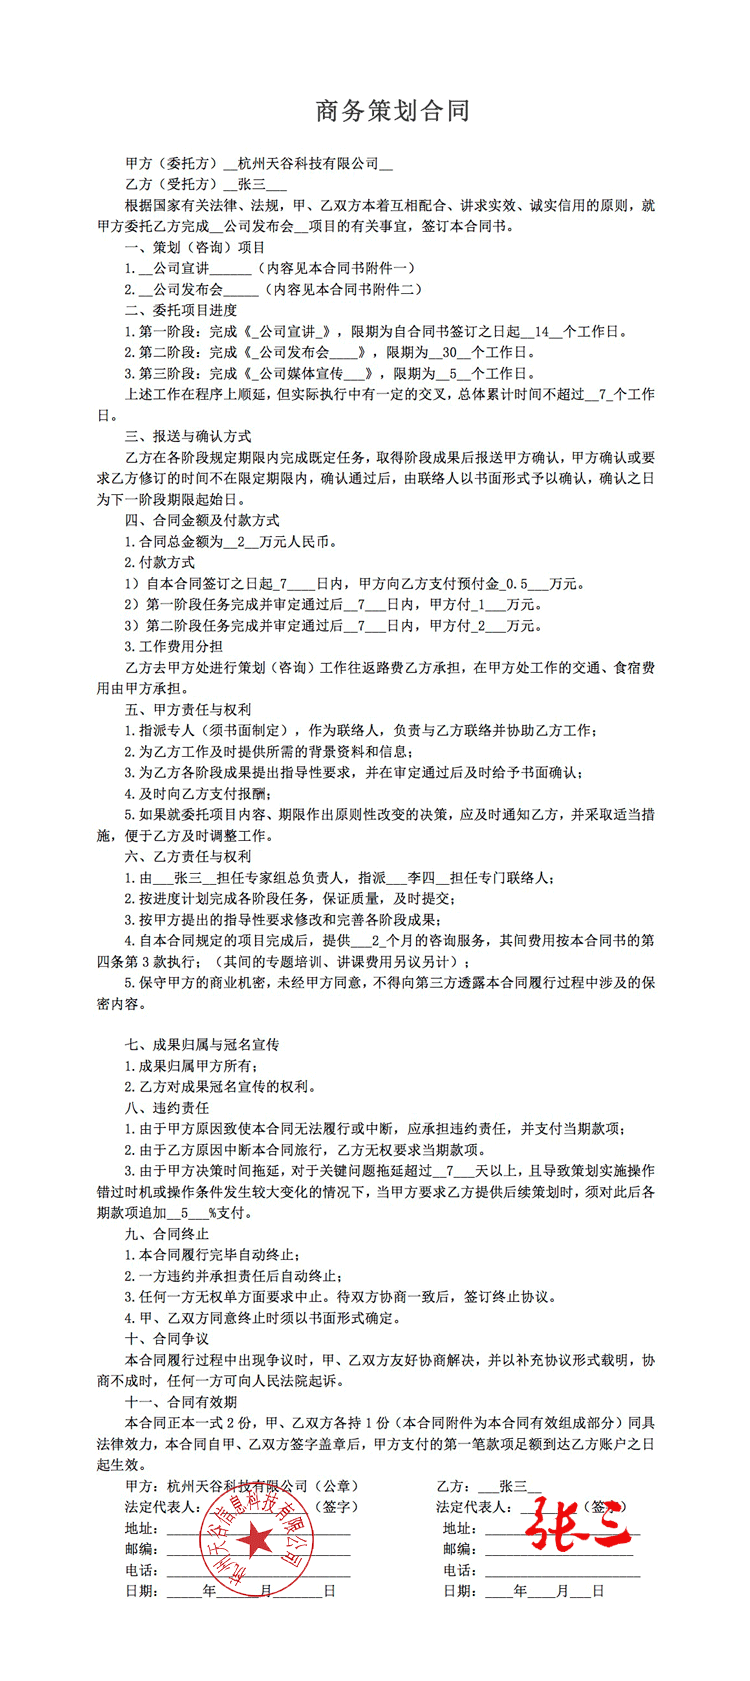 商务策划合同
甲方（委托方）__杭州天谷科技有限公司__
乙方（受托方）__张三___
根据国家有关法律、法规，甲、乙双方本着互相配合、讲求实效、诚实信用的原则，就
甲方委托乙方完成__公司发布会__项目的有关事宜，签订本合同书。
一、策划（咨询）项目
1.__公司宣讲______（内容见本合同书附件一）
2.__公司发布会_____（内容见本合同书附件二）
二、委托项目进度
1.第一阶段：完成《_公司宣讲_》，限期为自合同书签订之日起__14__个工作日。
2.第二阶段：完成《_公司发布会____》，限期为__30__个工作日。
3.第三阶段：完成《_公司媒体宣传___》，限期为__5__个工作日。
上述工作在程序上顺延，但实际执行中有一定的交叉，总体累计时间不超过__7_个工作
日。
三、报送与确认方式
乙方在各阶段规定期限内完成既定任务，取得阶段成果后报送甲方确认，甲方确认或要
求乙方修订的时间不在限定期限内，确认通过后，由联络人以书面形式予以确认，确认之日
为下一阶段期限起始日。
四、合同金额及付款方式
1.合同总金额为__2__万元人民币。
2.付款方式
1）自本合同签订之日起_7____日内，甲方向乙方支付预付金_0.5___万元。
2）第一阶段任务完成并审定通过后__7___日内，甲方付_1___万元。
3）第二阶段任务完成并审定通过后__7___日内，甲方付_2___万元。
3.工作费用分担
乙方去甲方处进行策划（咨询）工作往返路费乙方承担，在甲方处工作的交通、食宿费
用由甲方承担。
五、甲方责任与权利
1.指派专人（须书面制定），作为联络人，负责与乙方联络并协助乙方工作；
2.为乙方工作及时提供所需的背景资料和信息；
3.为乙方各阶段成果提出指导性要求，并在审定通过后及时给予书面确认；
4.及时向乙方支付报酬；
5.如果就委托项目内容、期限作出原则性改变的决策，应及时通知乙方，并采取适当措
施，便于乙方及时调整工作。
六、乙方责任与权利
1.由___张三__担任专家组总负责人，指派___李四__担任专门联络人；
2.按进度计划完成各阶段任务，保证质量，及时提交；
3.按甲方提出的指导性要求修改和完善各阶段成果；
4.自本合同规定的项目完成后，提供___2_个月的咨询服务，其间费用按本合同书的第
四条第3款执行；（其间的专题培训、讲课费用另议另计）；
5.保守甲方的商业机密，未经甲方同意，不得向第三方透露本合同履行过程中涉及的保
密内容。
七、成果归属与冠名宣传
1.成果归属甲方所有；
2.乙方对成果冠名宣传的权利。
八、违约责任
1.由于甲方原因致使本合同无法履行或中断，应承担违约责任，并支付当期款项；
2.由于乙方原因中断本合同旅行，乙方无权要求当期款项。
3.由于甲方决策时间拖延，对于关键问题拖延超过__7___天以上，且导致策划实施操作
错过时机或操作条件发生较大变化的情况下，当甲方要求乙方提供后续策划时，须对此后各
期款项追加__5___%支付。
九、合同终止
1.本合同履行完毕自动终止；
2.一方违约并承担责任后自动终止；
3.任何一方无权单方面要求中止。待双方协商一致后，签订终止协议。
4.甲、乙双方同意终止时须以书面形式确定。
十、合同争议
本合同履行过程中出现争议时，甲、乙双方友好协商解决，并以补充协议形式载明，协
商不成时，任何一方可向人民法院起诉。
十一、合同有效期
本合同正本一式2份，甲、乙双方各持1份（本合同附件为本合同有效组成部分）同具
法律效力，本合同自甲、乙双方签字盖章后，甲方支付的第一笔款项足额到达乙方账户之日
起生效。
甲方：杭州天谷科技有限公司（公章） 乙方：___张三__
法定代表人：_______________（签字） 法定代表人：________（签字）
杭州天谷信息科技有限公司
张三
地址：__________________________ 地址：______________________
邮编：__________________________ 邮编：_____________________
电话：__________________________ 电话：______________________
日期：_____年______月_______日 日期：____年____月___日